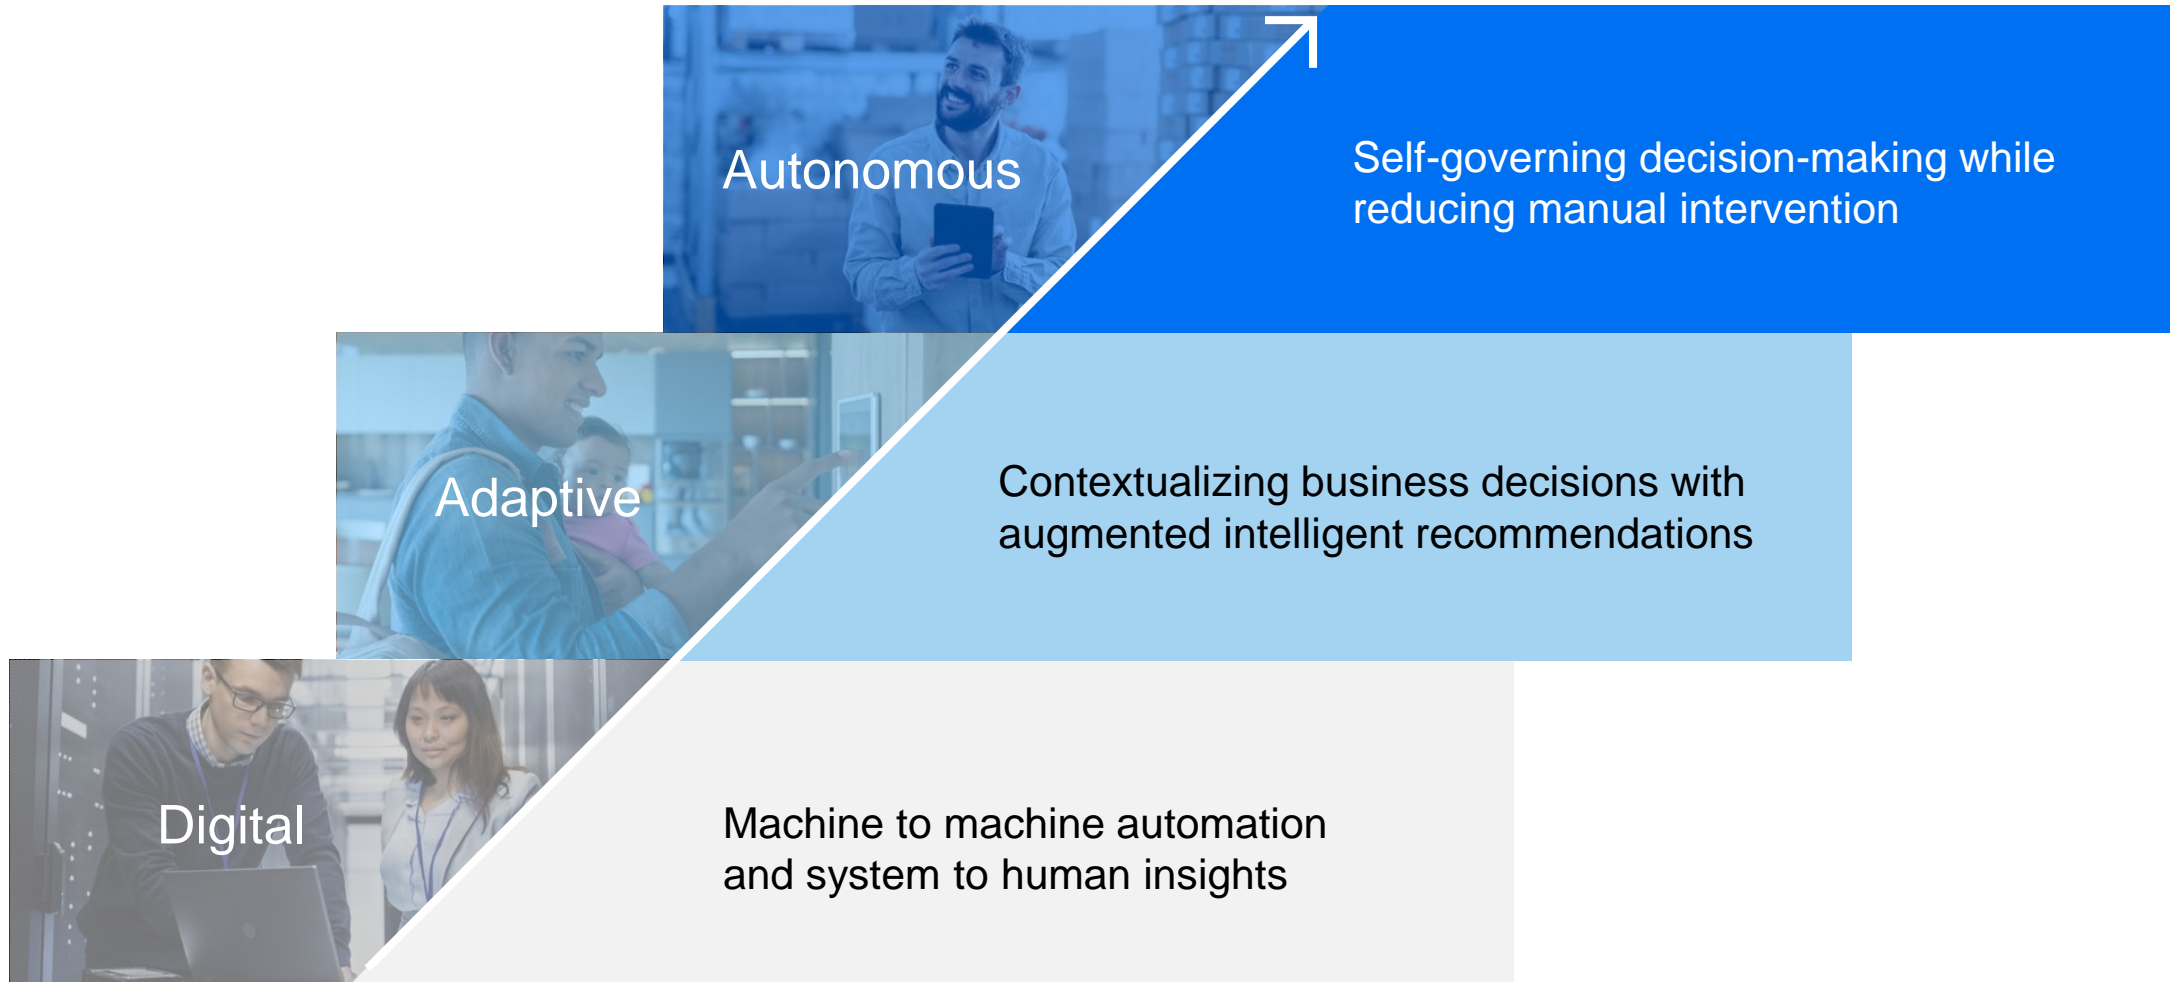 Autonomous
Self-governing decision-making while
reducing manual intervention
Adaptive
Contextualizing business decisions with
augmented intelligent recommendations
Digital
Machine to machine automation
and system to human insights